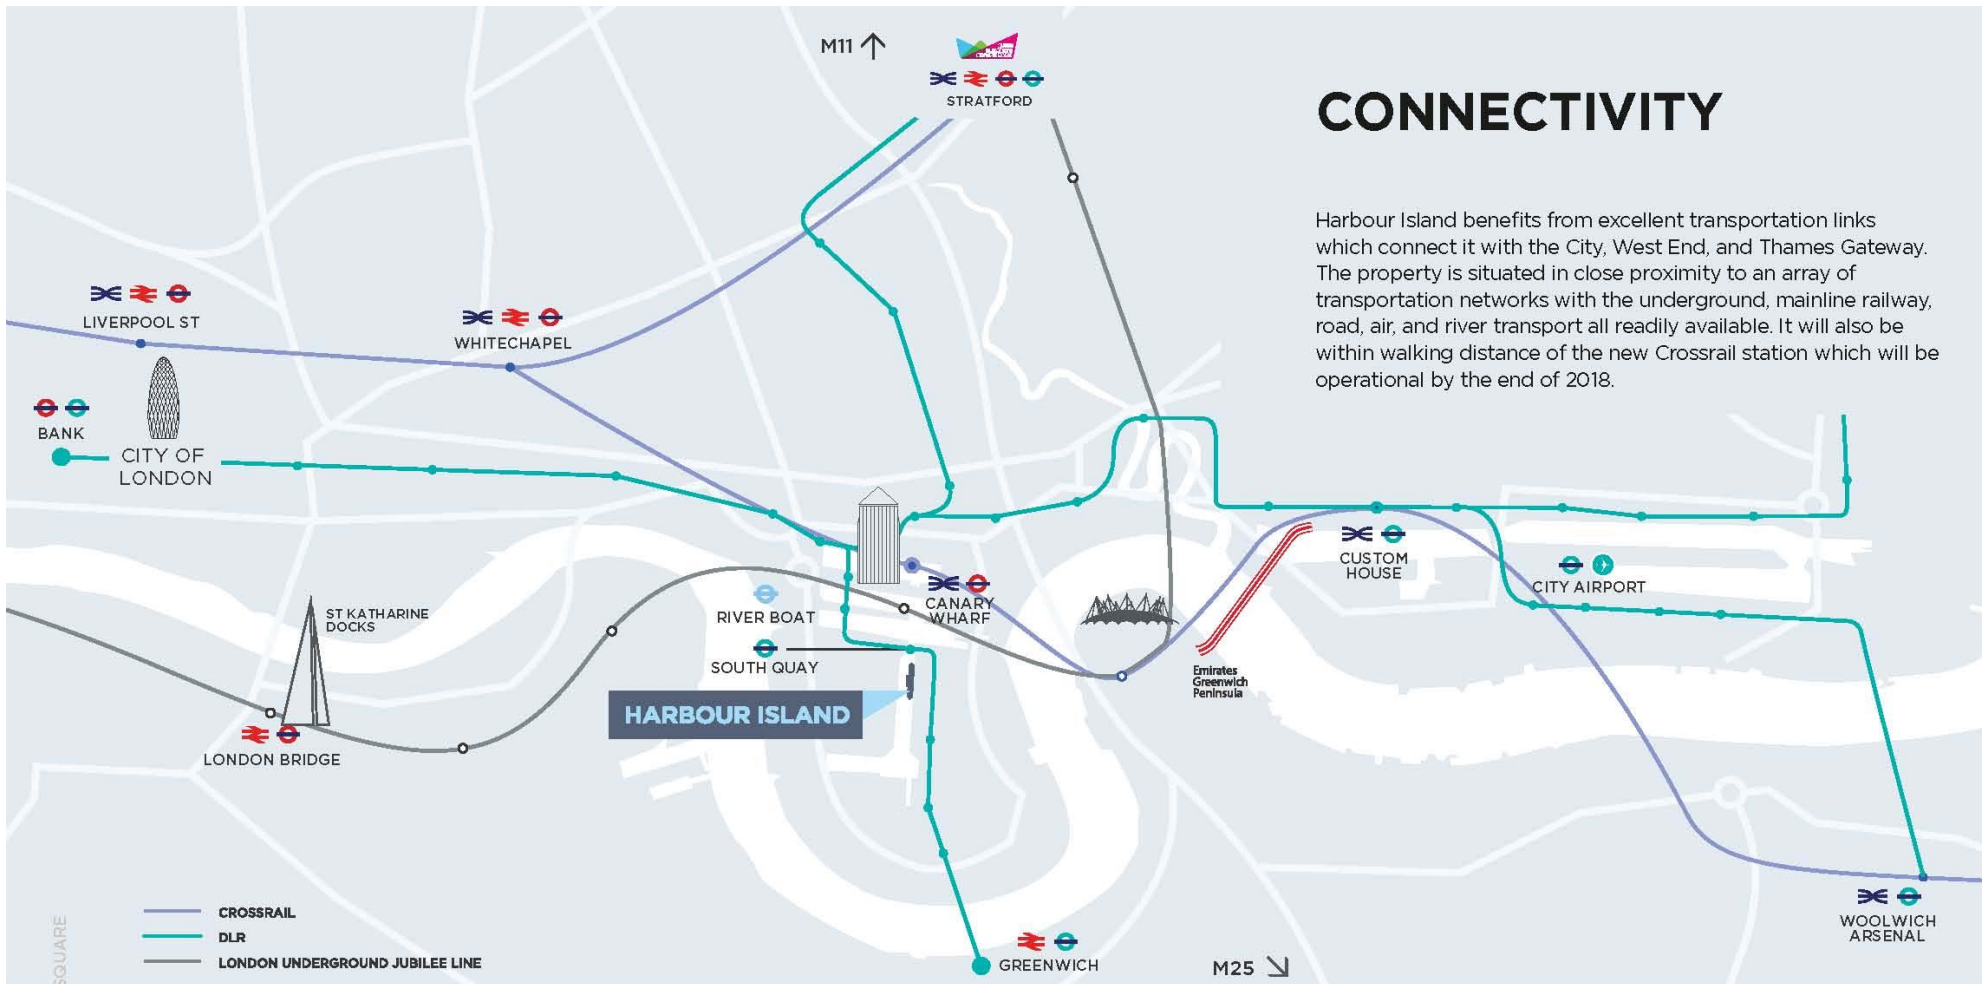 M11
STRATFORD
CONNECTIVITY
Harbour Island benefits from excellent transportation links
which connect it with the City, West End, and Thames Gateway.
The property is situated in close proximity to an array of
transportation networks with the underground, mainline railway,
road, air, and river transport all readily available. It will also be
within walking distance of the new Crossrail station which will be
operational by the end of 2018.
LIVERPOOL ST
WHITECHAPEL
BANK
CITY OF
LONDON
CUSTOM
HOUSE
CITY AIRPORT
CANARY
WHARF
RIVER BOAT
SOUTH QUAY
ST KATHARINE
DOCKS
Emirates
Greenwich
Peninsula
HARBOUR ISLAND
LONDON BRIDGE
WOOLWICH
ARSENAL
GREENWICH
M25
CROSSRAIL
DLR
LONDON UNDERGROUND JUBILEE LINE
SQUARE